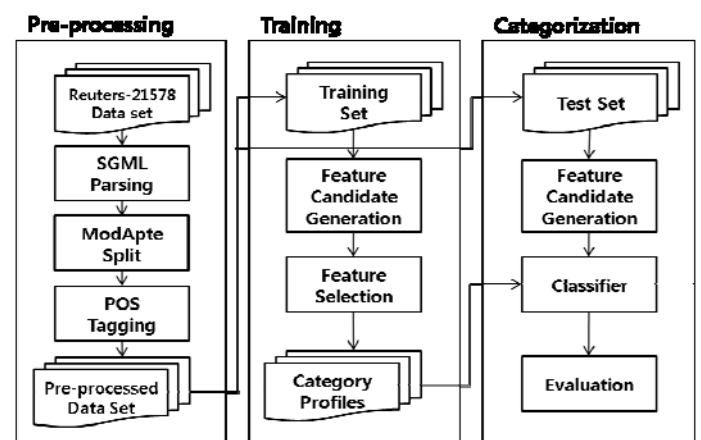 Pre-processing
Reuters-21578
Data set
SGML
Parsing
ModApte
Split
POS
Tagging
Pre-processed
Data Set
Training
Training
Set
Feature
Candidate
Generation
Feature
Selection
Category
Profiles
Categorization
Test Set
Feature
Candidate
Generation
Classifier
Evaluation